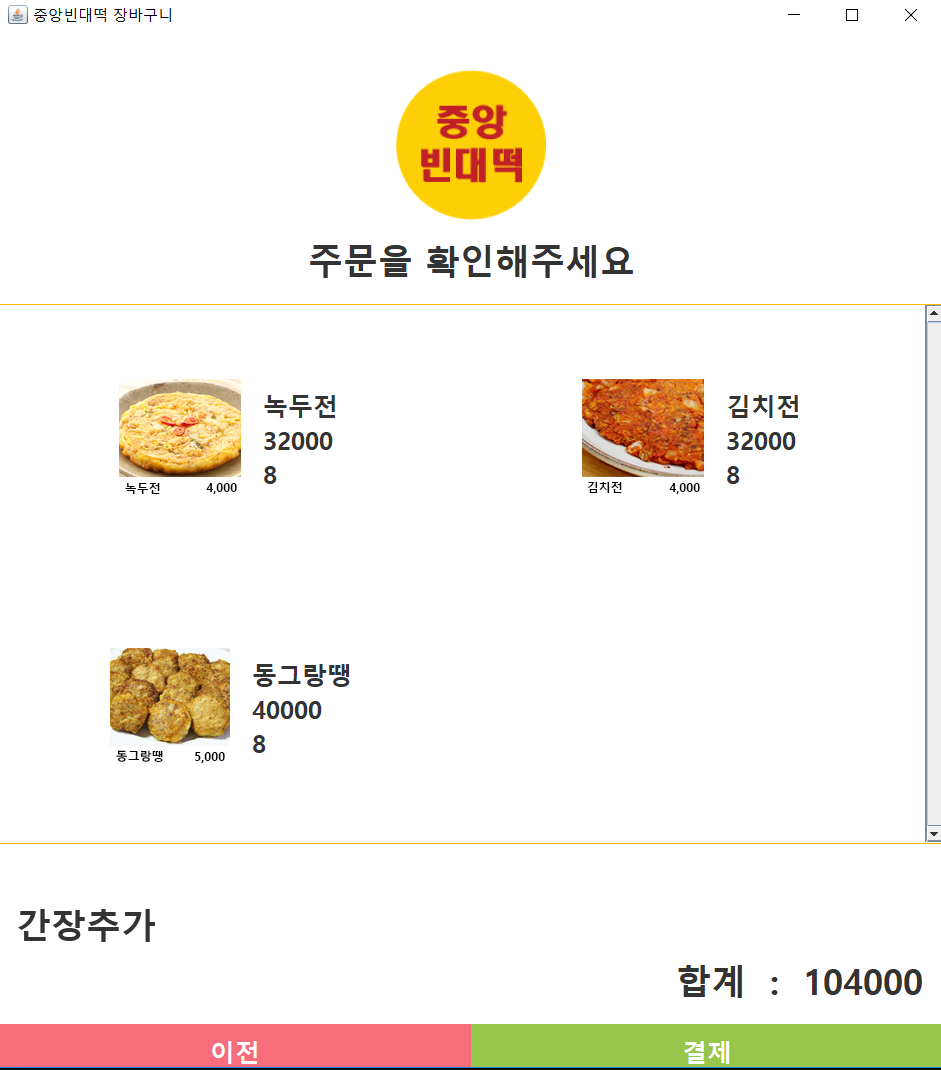 중앙빈대떡 장바구니
중앙
빈대떡
주문을 확인해주세요
녹두전
32000
8
녹두전 4,000
김치전
32000
8
김치전 4,000
동그랑땡
40000
8
동그랑땡 5,000
간장추가
합계 : 104000
이전
결제